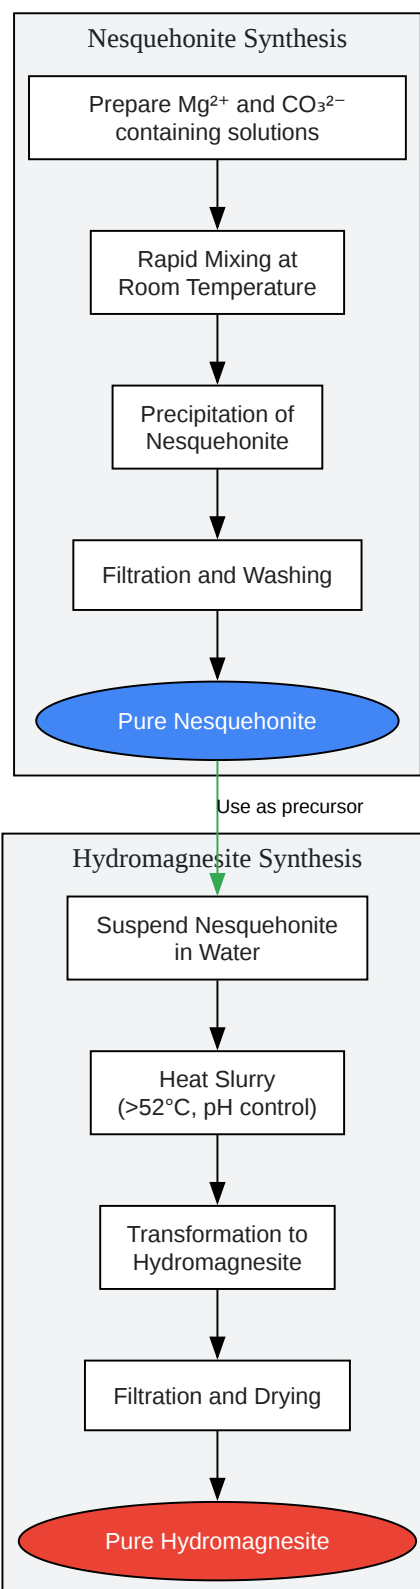 Nesquehonite Synthesis
Prepare Mg²⁺ and CO₃²⁻
containing solutions
Rapid Mixing at
Room Temperature
Precipitation of
Nesquehonite
Filtration and Washing
Pure Nesquehonite
Use as precursor
Hydromagnesite Synthesis
Suspend Nesquehonite
in Water
Heat Slurry
(>52°C, pH control)
Transformation to
Hydromagnesite
Filtration and Drying
Pure Hydromagnesite